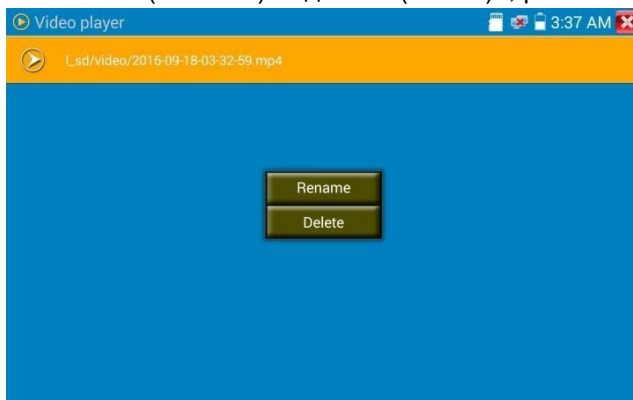 Video player
3:37 AM
l_sd/video/2016-09-18-03-32-59.mp4
Rename
Delete